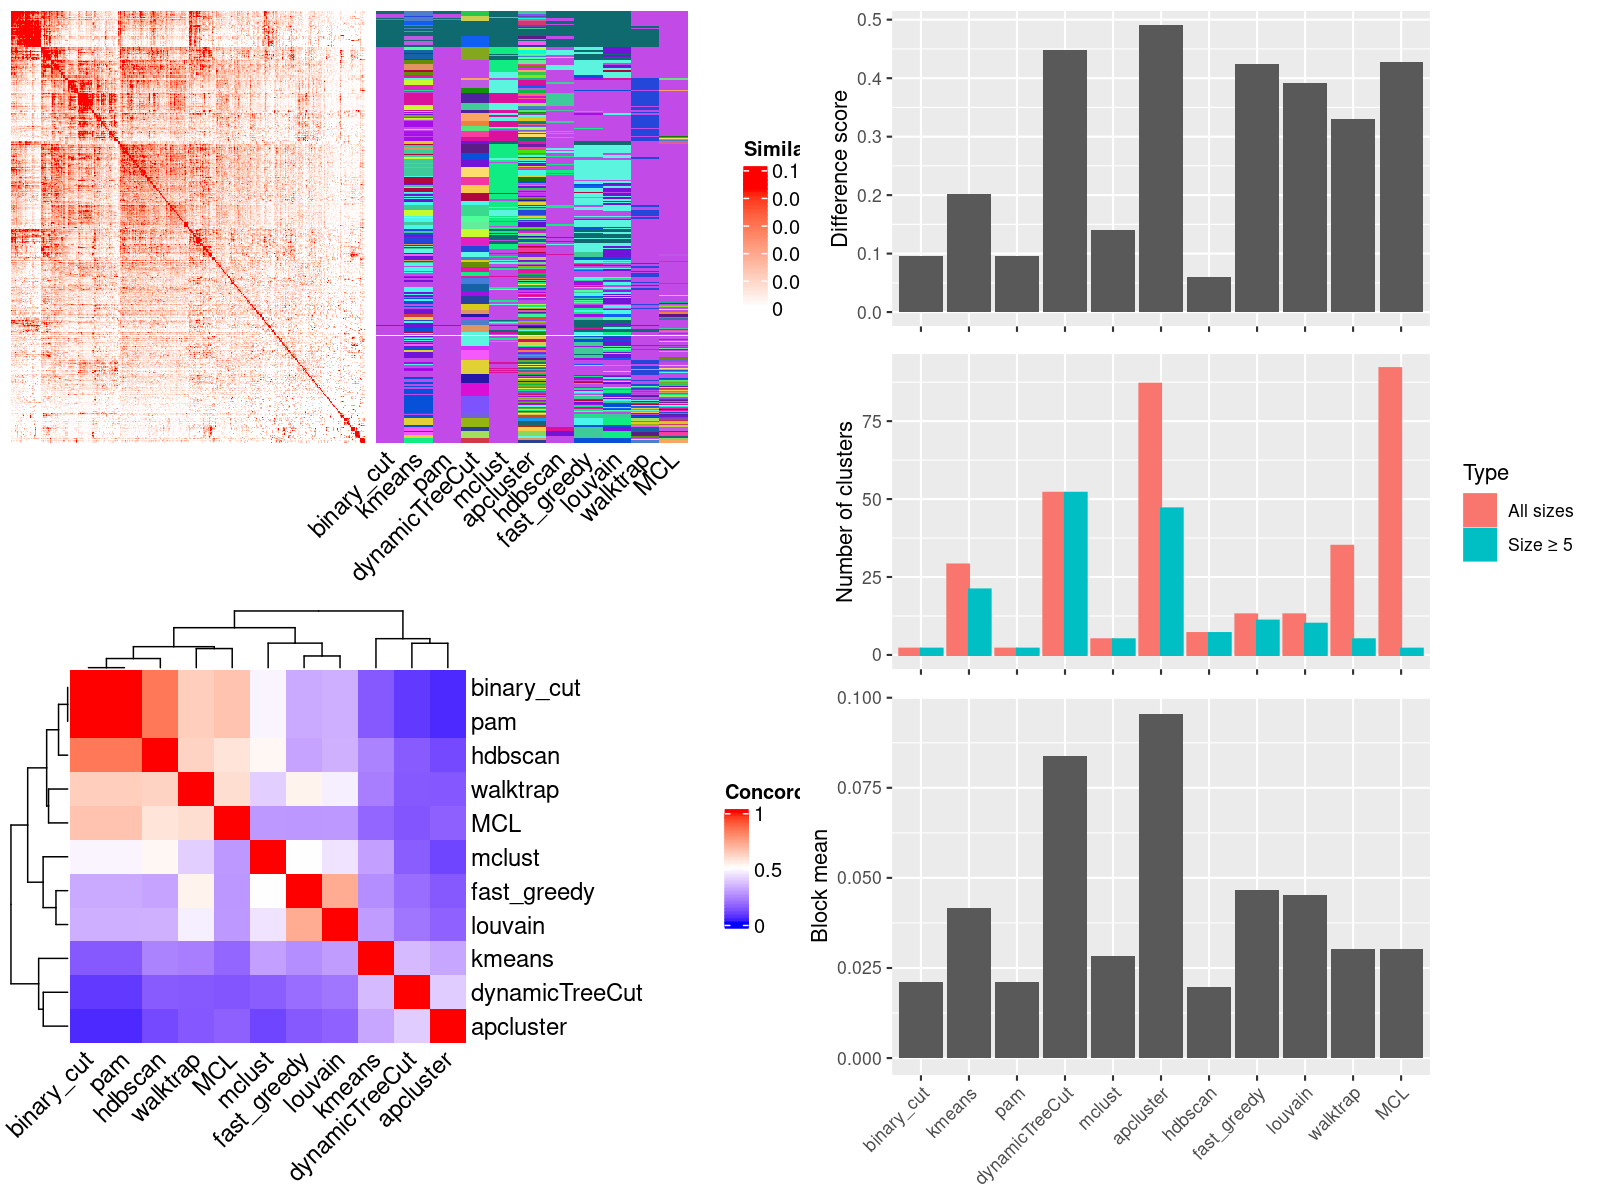 Simila
0.1
0.0
0.0
0.0
0.0
0
binary_cut
kmeans
pam
dynamicTreeCut
mclust
apcluster
hdbscan
fast_greedy
louvain
walktrap
MCL
binary_cut
pam
hdbscan
walktrap
MCL
mclust
fast_greedy
louvain
kmeans
dynamicTreeCut
apcluster
binary_cut
pam
hdbscan
walktrap
MCL
mclust
fast_greedy
louvain
kmeans
dynamicTreeCut
apcluster
Concord
1
0.5
0
Difference score
0.5
0.4
0.3
0.2
0.1
0.0
Number of clusters
75
50
25
0
Type
All sizes
Size ≥ 5
Block mean
0.100
0.075
0.050
0.025
0.000
binary_cut
kmeans
pam
dynamicTreeCut
mclust
apcluster
hdbscan
fast_greedy
louvain
walktrap
MCL